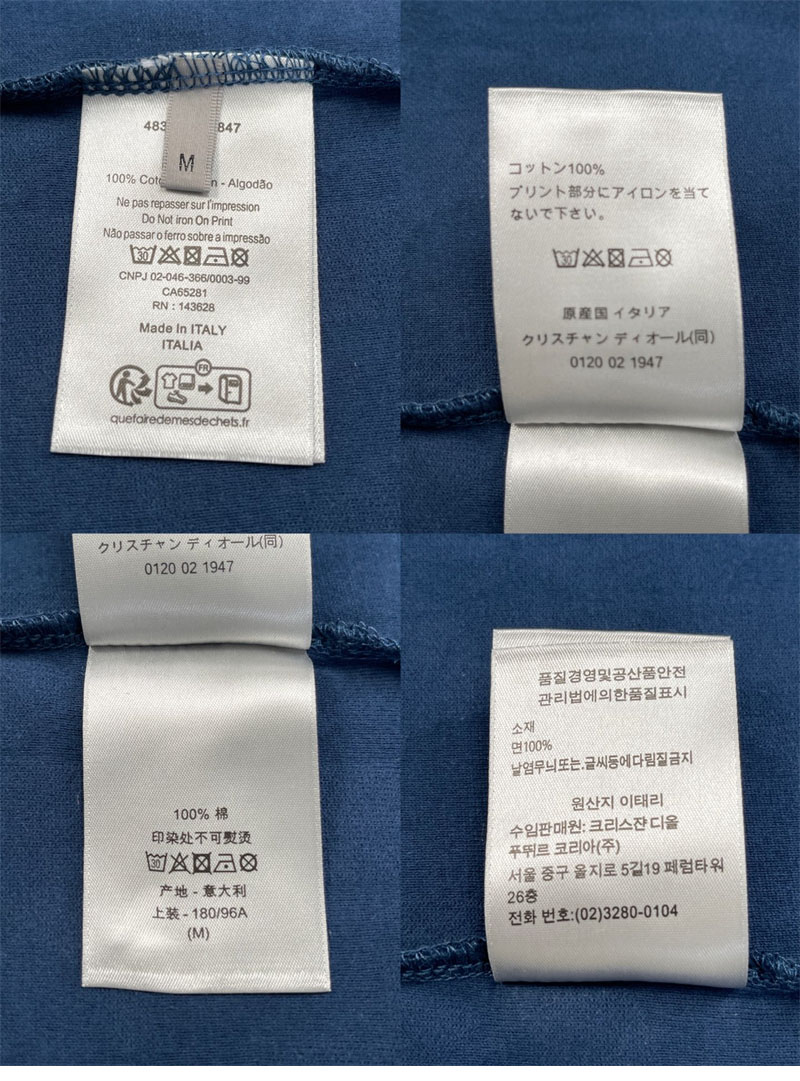 483 847
M
100% Cot n - Algodão
Ne pas repasser sur l'impression
Do Not iron On Print
Não passar o ferro sobre a impressão
30
CNPJ 02-046-366/0003-99
CA65281
RN : 143628
Made In ITALY
ITALIA
FR
quefairedemesdechets.fr
コットン100%
プリント部分にアイロンを当て
ないで下さい。
30
原産国 イタリア
クリスチャン ディオール(同)
0120 02 1947
クリスチャン ディオール(同)
0120 02 1947
100% 棉
印染处不可熨烫
30
产地 - 意大利
上装 - 180/96A
(M)
품질경영및공산품안전
관리법에의한품질표시
소재
면100%
날염무늬또는.글씨등에다림질금지
원산지 이태리
수입판매원: 크리스쟌 디올
푸뛰르 코리아(주)
서울 중구 을지로 5길19 페럼타워
26층
전화 번호:(02)3280-0104